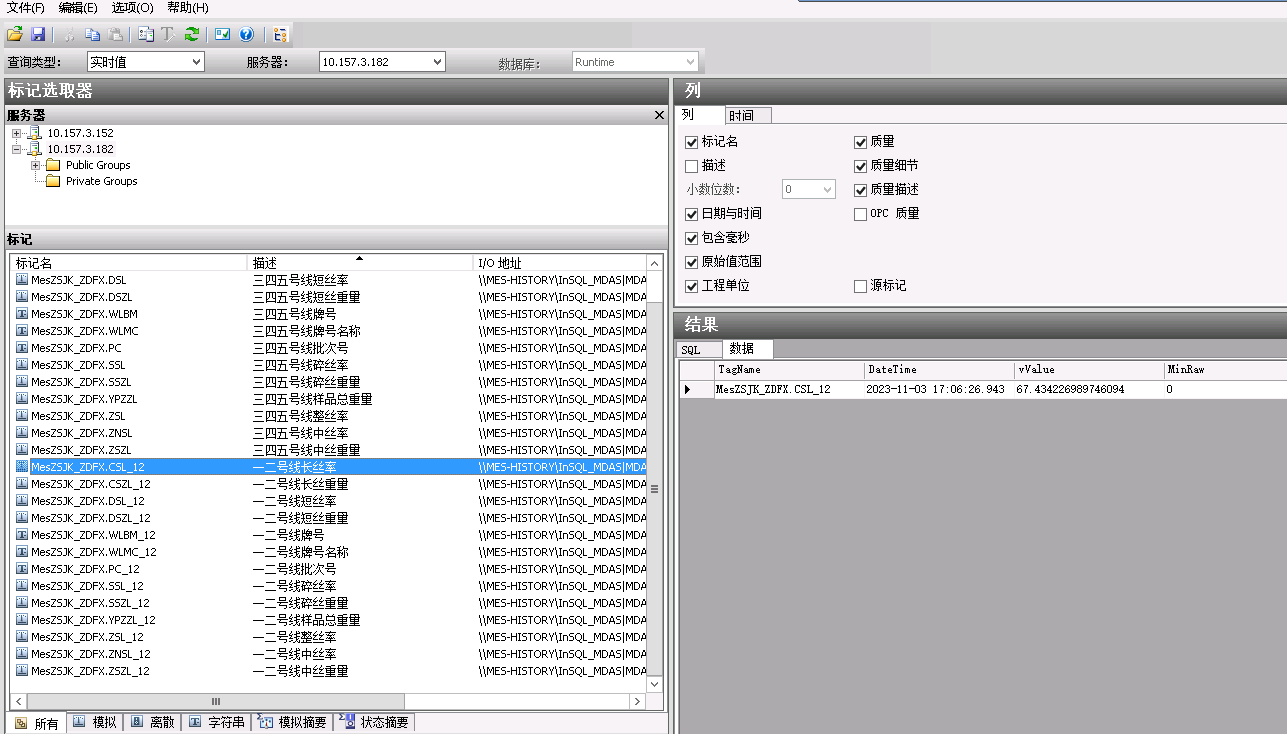 文件(F) 编辑(E) 选项(O) 帮助(H)
查询类型: 实时值 服务器: 10.157.3.182 数据库: Runtime
标记选取器
服务器
10.157.3.152
10.157.3.182
Public Groups
Private Groups
标记
标记名 描述 I/O 地址
MesZSJK_ZDFX.DSL 三四五号线短丝率 \\MES-HISTORY\InSQL_MDAS|MDA
MesZSJK_ZDFX.DSZL 三四五号线短丝重量 \\MES-HISTORY\InSQL_MDAS|MDA
MesZSJK_ZDFX.WLBM 三四五号线牌号 \\MES-HISTORY\InSQL_MDAS|MDA
MesZSJK_ZDFX.WLMC 三四五号线牌号名称 \\MES-HISTORY\InSQL_MDAS|MDA
MesZSJK_ZDFX.PC 三四五号线批次号 \\MES-HISTORY\InSQL_MDAS|MDA
MesZSJK_ZDFX.SSL 三四五号线碎丝率 \\MES-HISTORY\InSQL_MDAS|MDA
MesZSJK_ZDFX.SSZL 三四五号线碎丝重量 \\MES-HISTORY\InSQL_MDAS|MDA
MesZSJK_ZDFX.YPZZL 三四五号线样品总重量 \\MES-HISTORY\InSQL_MDAS|MDA
MesZSJK_ZDFX.ZSL 三四五号线整丝率 \\MES-HISTORY\InSQL_MDAS|MDA
MesZSJK_ZDFX.ZNSL 三四五号线中丝率 \\MES-HISTORY\InSQL_MDAS|MDA
MesZSJK_ZDFX.ZSZL 三四五号线中丝重量 \\MES-HISTORY\InSQL_MDAS|MDA
MesZSJK_ZDFX.CSL_12 一二号线长丝率 \\MES-HISTORY\InSQL_MDAS|MDA
MesZSJK_ZDFX.CSZL_12 一二号线长丝重量 \\MES-HISTORY\InSQL_MDAS|MDA
MesZSJK_ZDFX.DSL_12 一二号线短丝率 \\MES-HISTORY\InSQL_MDAS|MDA
MesZSJK_ZDFX.DSZL_12 一二号线短丝重量 \\MES-HISTORY\InSQL_MDAS|MDA
MesZSJK_ZDFX.WLBM_12 一二号线牌号 \\MES-HISTORY\InSQL_MDAS|MDA
MesZSJK_ZDFX.WLMC_12 一二号线牌号名称 \\MES-HISTORY\InSQL_MDAS|MDA
MesZSJK_ZDFX.PC_12 一二号线批次号 \\MES-HISTORY\InSQL_MDAS|MDA
MesZSJK_ZDFX.SSL_12 一二号线碎丝率 \\MES-HISTORY\InSQL_MDAS|MDA
MesZSJK_ZDFX.SSZL_12 一二号线碎丝重量 \\MES-HISTORY\InSQL_MDAS|MDA
MesZSJK_ZDFX.YPZZL_12 一二号线样品总重量 \\MES-HISTORY\InSQL_MDAS|MDA
MesZSJK_ZDFX.ZSL_12 一二号线整丝率 \\MES-HISTORY\InSQL_MDAS|MDA
MesZSJK_ZDFX.ZNSL_12 一二号线中丝率 \\MES-HISTORY\InSQL_MDAS|MDA
MesZSJK_ZDFX.ZSZL_12 一二号线中丝重量 \\MES-HISTORY\InSQL_MDAS|MDA
所有 模拟 离散 字符串 模拟摘要 状态摘要
列
列 时间
标记名 质量
描述 质量细节
小数位数: 0 质量描述
日期与时间 OPC 质量
包含毫秒
原始值范围
工程单位 源标记
结果
SQL 数据
TagName DateTime vValue MinRaw
MesZSJK_ZDFX.CSL_12 2023-11-03 17:06:26.943 67.434226989746094 0